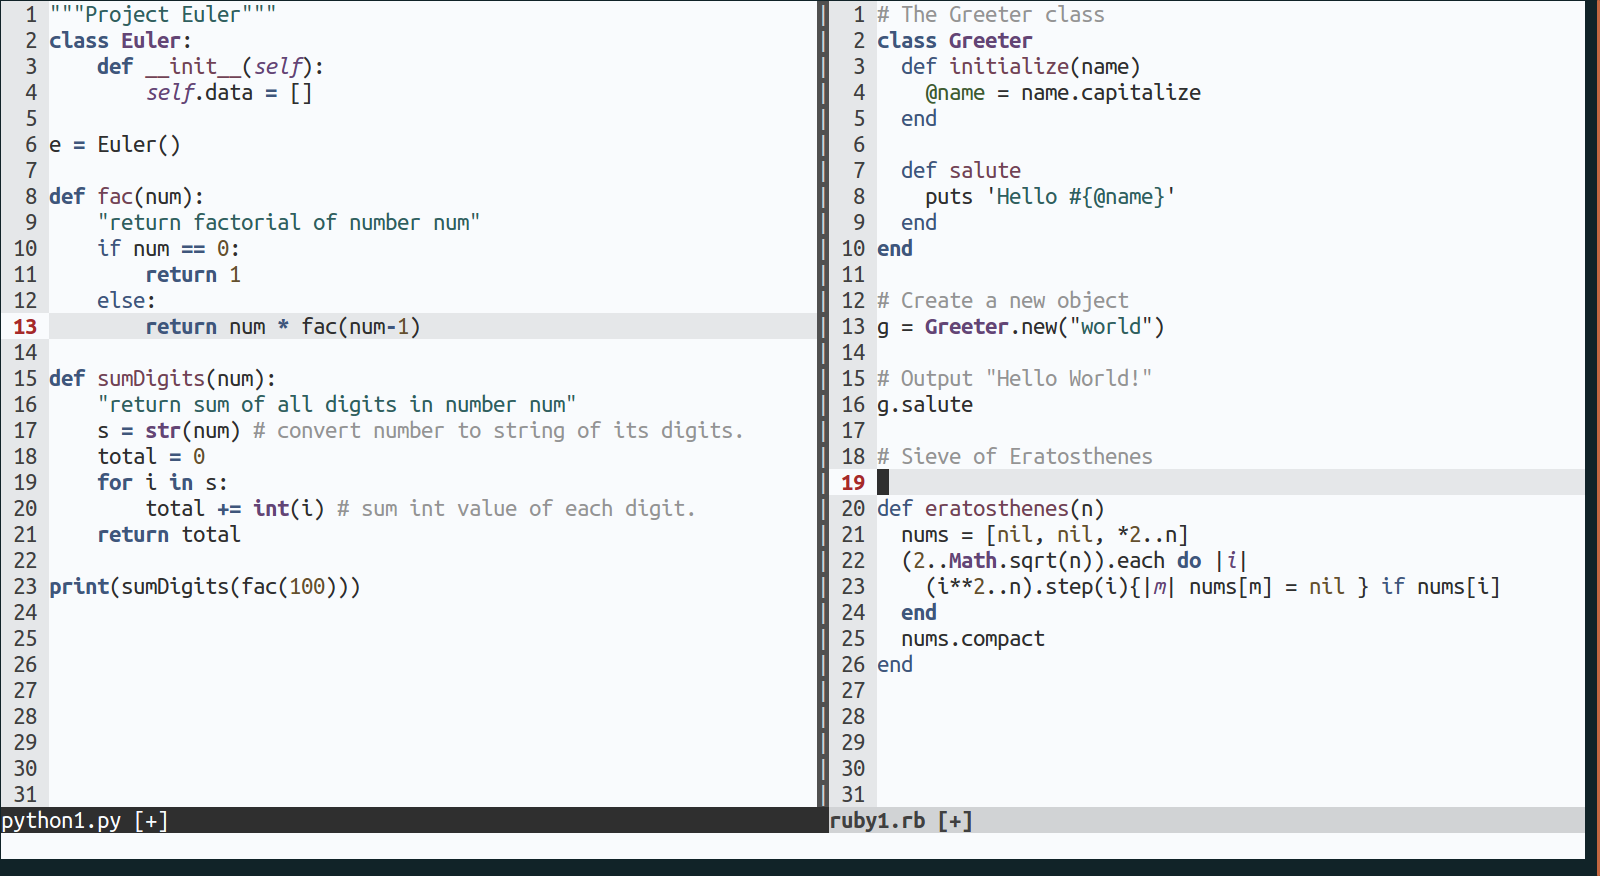 1 """Project Euler"""
2 class Euler:
3     def __init__(self):
4         self.data = []
5
6 e = Euler()
7
8 def fac(num):
9     "return factorial of number num"
10     if num == 0:
11         return 1
12     else:
13         return num * fac(num-1)
14
15 def sumDigits(num):
16     "return sum of all digits in number num"
17     s = str(num) # convert number to string of its digits.
18     total = 0
19     for i in s:
20         total += int(i) # sum int value of each digit.
21     return total
22
23 print(sumDigits(fac(100)))
24
25
26
27
28
29
30
31
python1.py [+]
1 # The Greeter class
2 class Greeter
3   def initialize(name)
4     @name = name.capitalize
5   end
6
7   def salute
8     puts 'Hello #{@name}'
9   end
10 end
11
12 # Create a new object
13 g = Greeter.new("world")
14
15 # Output "Hello World!"
16 g.salute
17
18 # Sieve of Eratosthenes
19
20 def eratosthenes(n)
21   nums = [nil, nil, *2..n]
22   (2..Math.sqrt(n)).each do |i|
23     (i**2..n).step(i){|m| nums[m] = nil } if nums[i]
24   end
25   nums.compact
26 end
27
28
29
30
31
ruby1.rb [+]